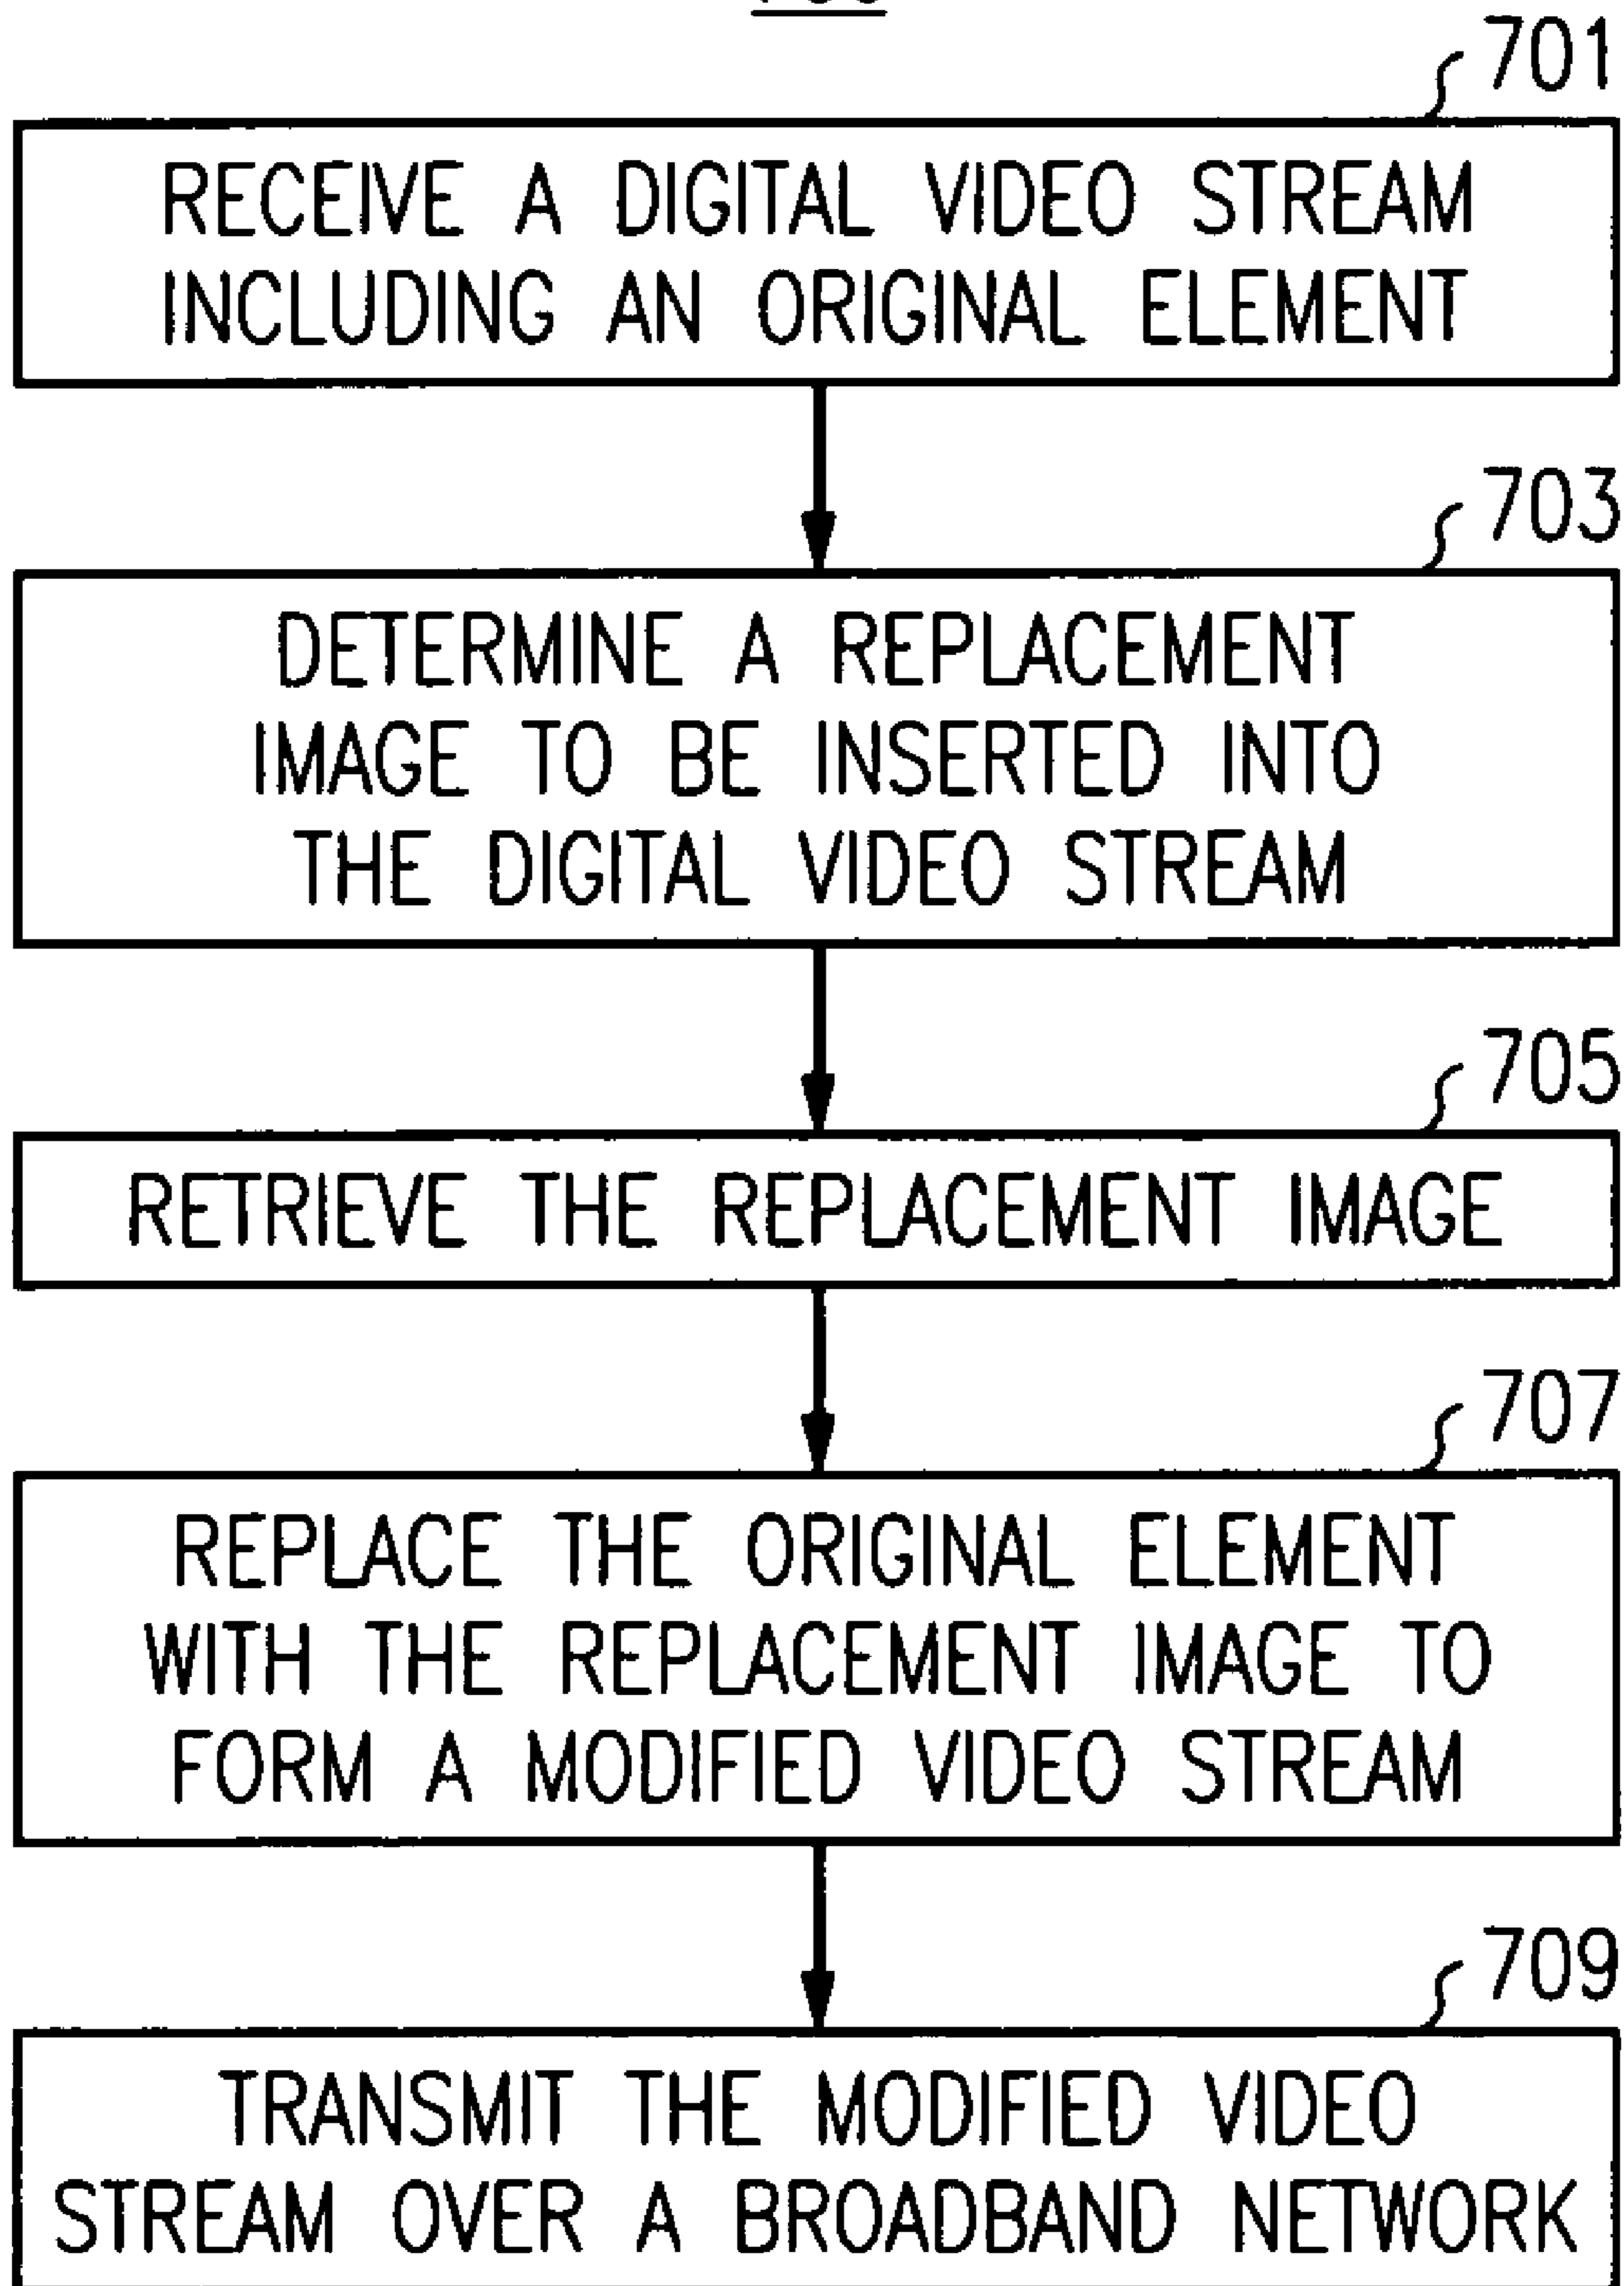 701
RECEIVE A DIGITAL VIDEO STREAM
INCLUDING AN ORIGINAL ELEMENT
703
DETERMINE A REPLACEMENT
IMAGE TO BE INSERTED INTO
THE DIGITAL VIDEO STREAM
705
RETRIEVE THE REPLACEMENT IMAGE
707
REPLACE THE ORIGINAL ELEMENT
WITH THE REPLACEMENT IMAGE TO
FORM A MODIFIED VIDEO STREAM
709
TRANSMIT THE MODIFIED VIDEO
STREAM OVER A BROADBAND NETWORK